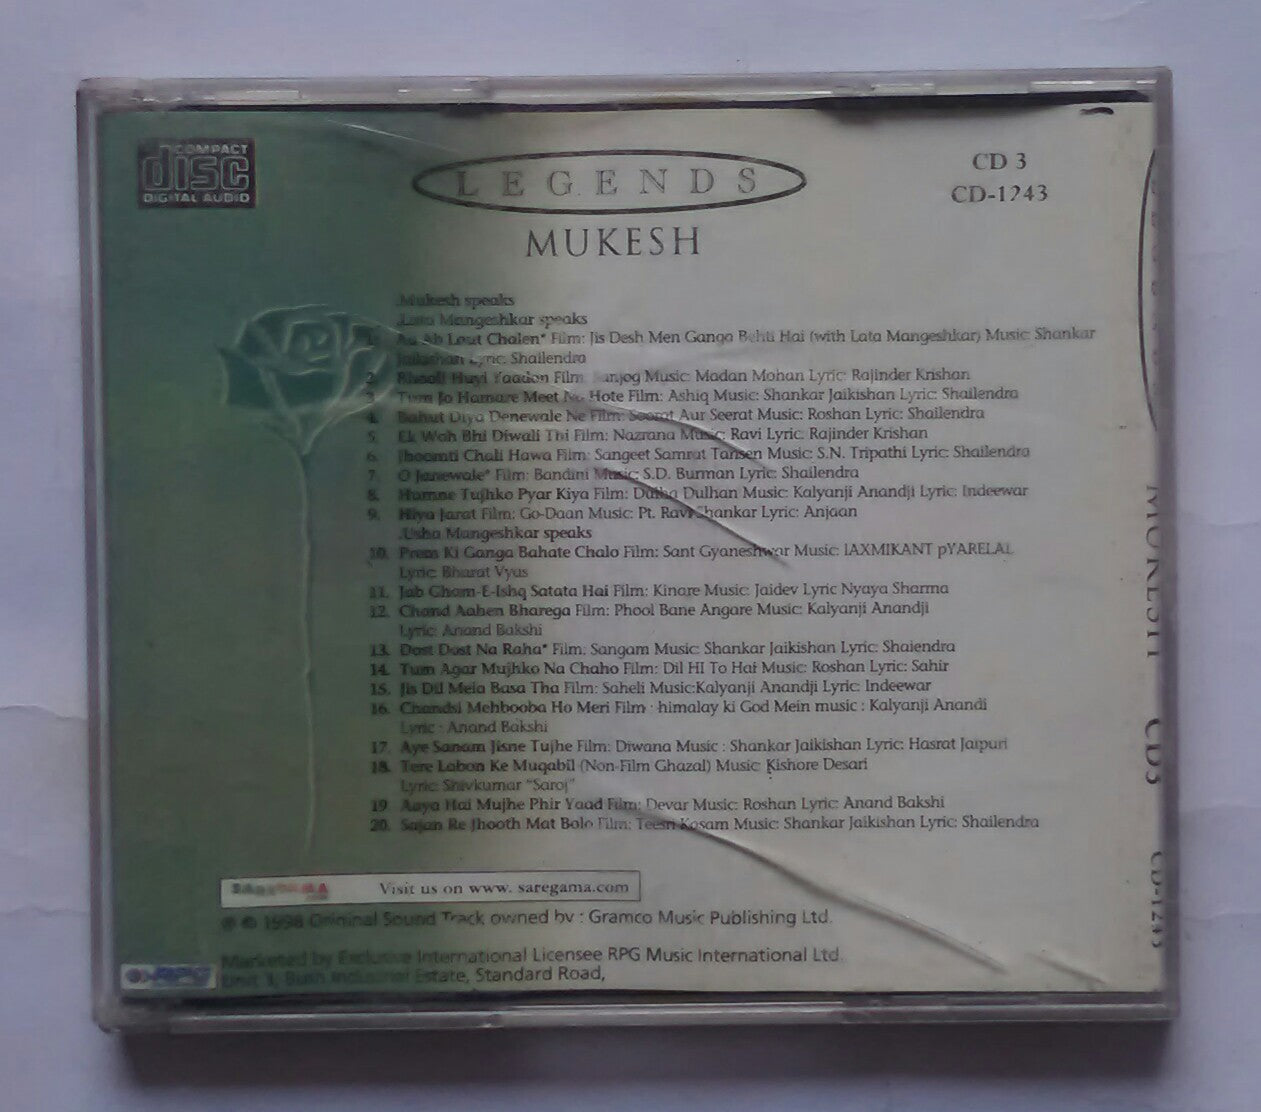 COMPACT
disc
DIGITAL AUDIO
LEGENDS
MUKESH
CD 3
CD-1243
.Mukesh speaks
.Lata Mangeshkar speaks
1. Aa Ab Lout Chalen* Film: Jis Desh Men Ganga Behti Hai (with Lata Mangeshkar) Music: Shankar
Jaikishan Lyric: Shailendra
2. Bhooli Huyi Yaadon Film: Sanjog Music: Madan Mohan Lyric: Rajinder Krishan
3. Tum Jo Hamare Meet Na Hote Film: Ashiq Music: Shankar Jaikishan Lyric: Shailendra
4. Bahut Diya Denewale Ne Film: Soorat Aur Seerat Music: Roshan Lyric: Shailendra
5. Ek Wah Bhi Diwali Thi Film: Nazrana Music: Ravi Lyric: Rajinder Krishan
6. Jhoomti Chali Hawa Film: Sangeet Samrat Tansen Music: S.N. Tripathi Lyric: Shailendra
7. O Janewale* Film: Bandini Music: S.D. Burman Lyric: Shailendra
8. Humne Tujhko Pyar Kiya Film: Dulha Dulhan Music: Kalyanji Anandji Lyric: Indeewar
9. Hiya Jarat Film: Go-Daan Music: Pt. Ravi Shankar Lyric: Anjaan
.Usha Mangeshkar speaks
10. Prem Ki Ganga Bahate Chalo Film: Sant Gyaneshwar Music: lAXMIKANT pYARELAL
Lyric: Bharat Vyas
11. Jab Gham-E-Ishq Satata Hai Film: Kinare Music: Jaidev Lyric Nyaya Sharma
12. Chand Aahen Bharega Film: Phool Bane Angare Music: Kalyanji Anandji
Lyric: Anand Bakshi
13. Dost Dost Na Raha* Film: Sangam Music: Shankar Jaikishan Lyric: Shaiendra
14. Tum Agar Mujhko Na Chaho Film: Dil HI To Hai Music: Roshan Lyric: Sahir
15. Jis Dil Mein Basa Tha Film: Saheli Music:Kalyanji Anandji Lyric: Indeewar
16. Chandsi Mehbooba Ho Meri Film : himalay ki God Mein music : Kalyanji Anandi
Lyric : Anand Bakshi
17. Aye Sanam Jisne Tujhe Film: Diwana Music : Shankar Jaikishan Lyric: Hasrat Jaipuri
18. Tere Labon Ke Muqabil (Non-Film Ghazal) Music: Kishore Desari
Lyric: Shivkumar "Saroj"
19. Aaya Hai Mujhe Phir Yaad Film: Devar Music: Roshan Lyric: Anand Bakshi
20. Sajan Re Jhooth Mat Bolo Film: Teesri Kasam Music: Shankar Jaikishan Lyric: Shailendra
SAREGAMA Visit us on www. saregama.com
℗ © 1998 Original Sound Track owned by : Gramco Music Publishing Ltd.
Marketed by Exclusive International Licensee RPG Music International Ltd.
Unit 1, Bush Industrial Estate, Standard Road,
RPG
MUKESH CD3 CD-1243